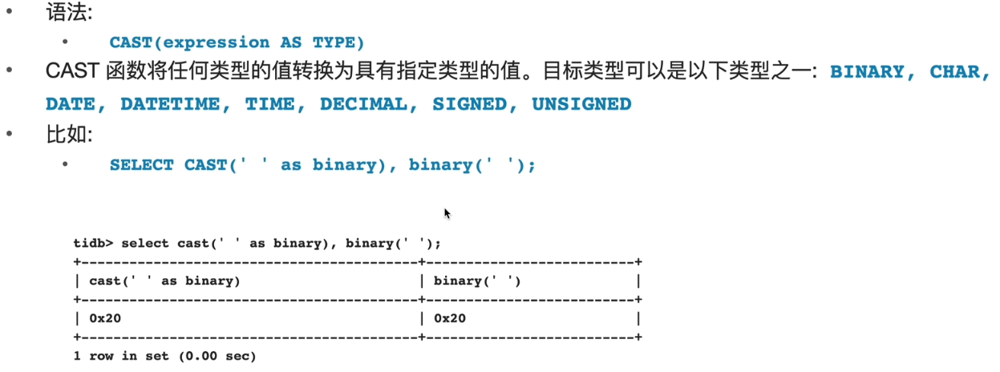 • 语法:
• CAST(expression AS TYPE)
• CAST 函数将任何类型的值转换为具有指定类型的值。目标类型可以是以下类型之一: BINARY, CHAR,
DATE, DATETIME, TIME, DECIMAL, SIGNED, UNSIGNED
• 比如:
• SELECT CAST(' ' as binary), binary(' ');
tidb> select cast(' ' as binary), binary(' ');
+------------------------------------------+--------------------------+
| cast(' ' as binary) | binary(' ') |
+------------------------------------------+--------------------------+
| 0x20 | 0x20 |
+------------------------------------------+--------------------------+
1 row in set (0.00 sec)